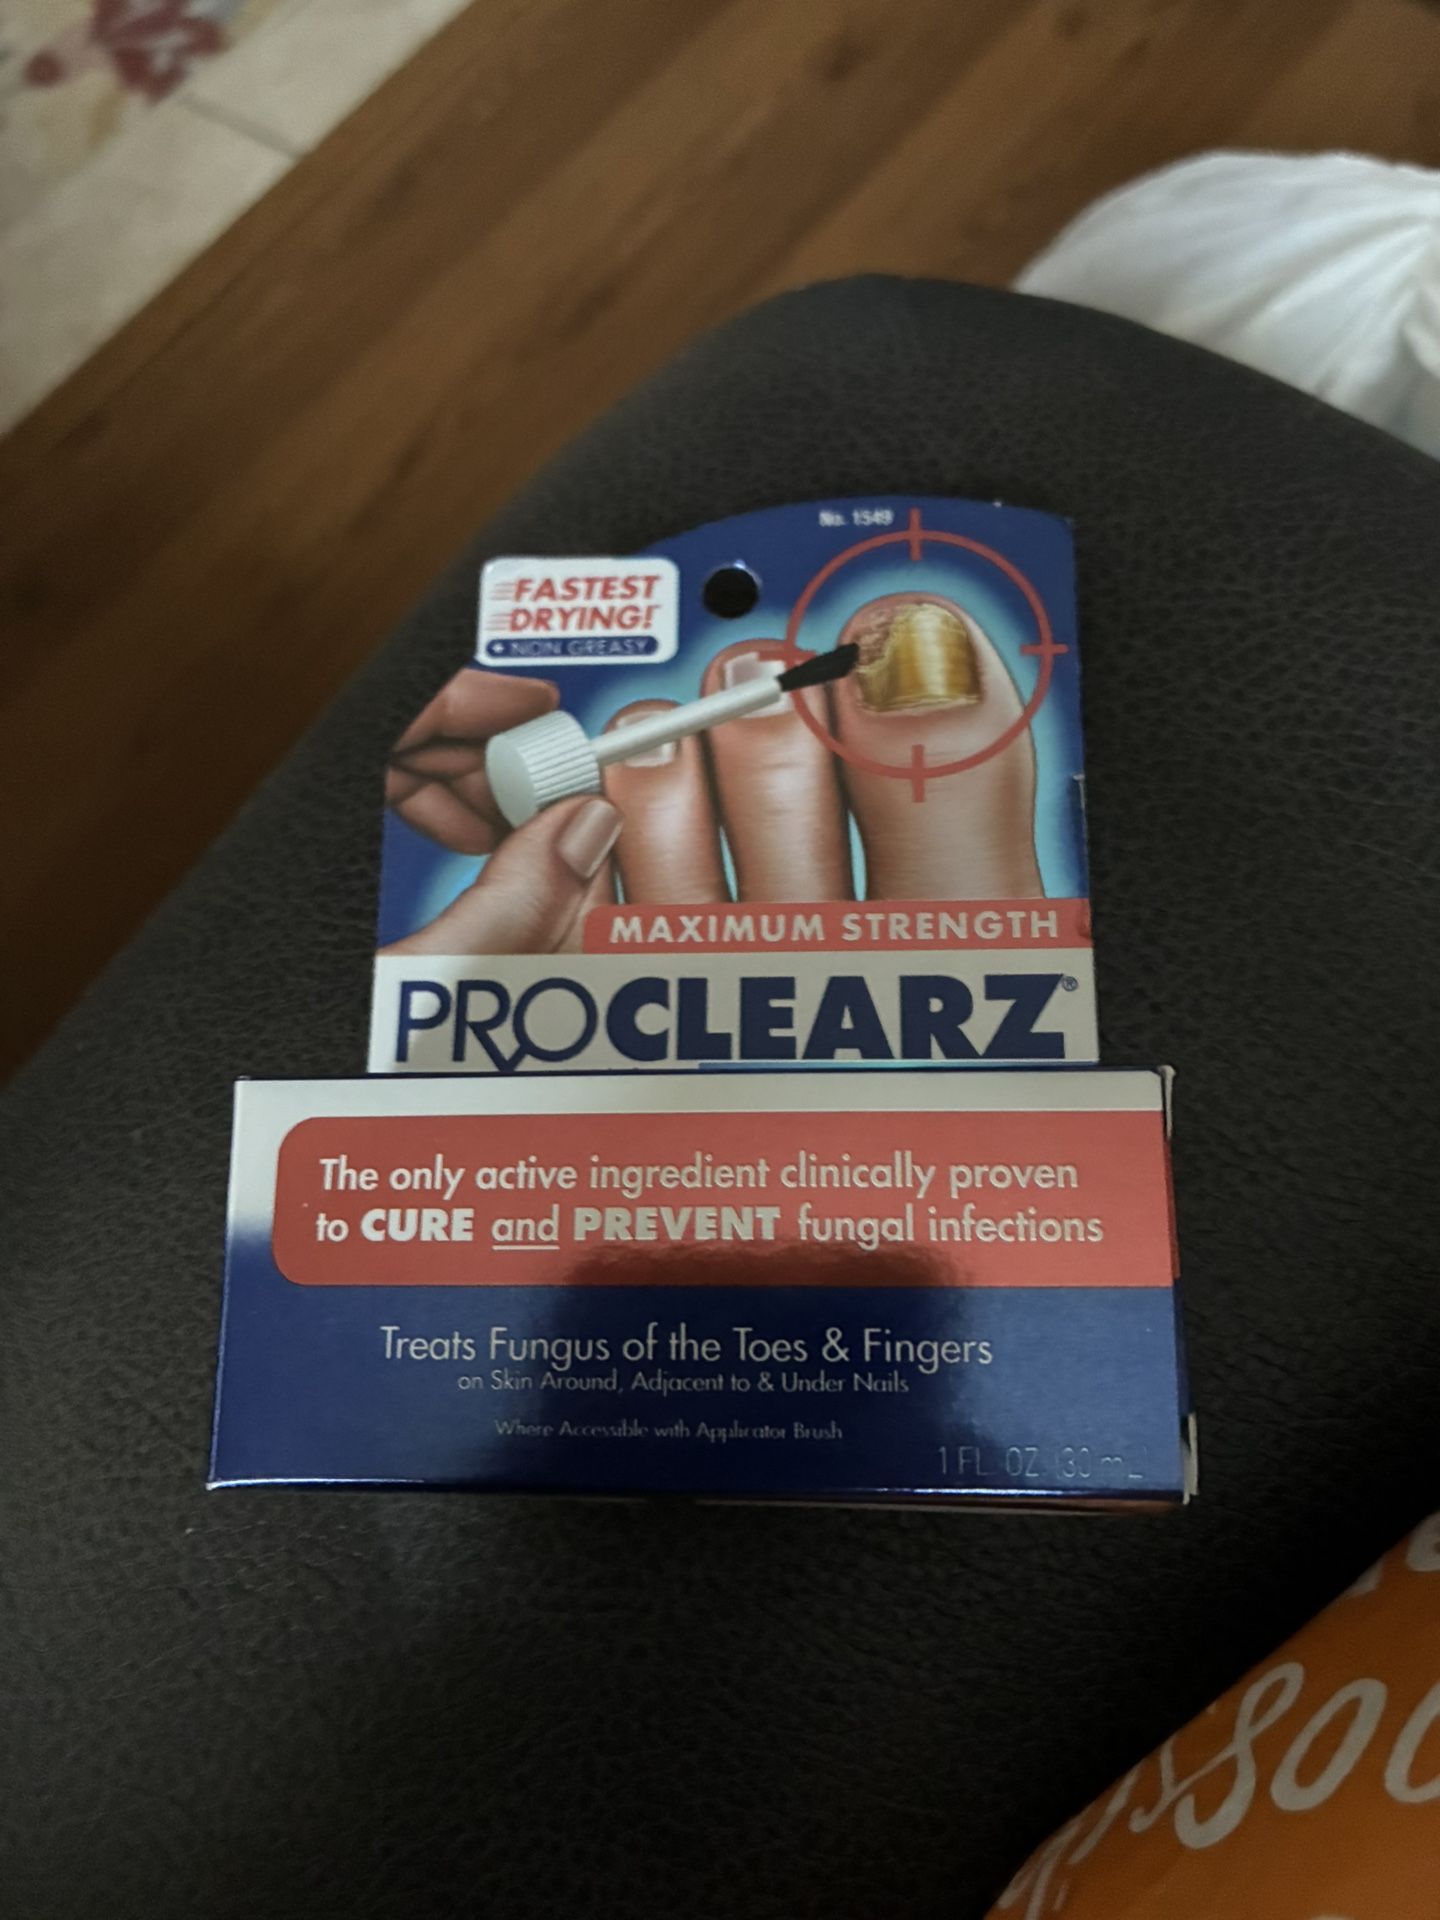 No. 1549
FASTEST
DRYING!
+ NON GREASY
MAXIMUM STRENGTH
PROCLEARZ®
The only active ingredient clinically proven
to CURE and PREVENT fungal infections
Treats Fungus of the Toes & Fingers
on Skin Around, Adjacent to & Under Nails
Where Accessible with Applicator Brush
1 FL. OZ. (30 mL)